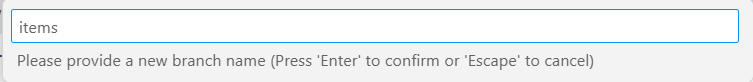 items
Please provide a new branch name (Press 'Enter' to confirm or 'Escape' to cancel)